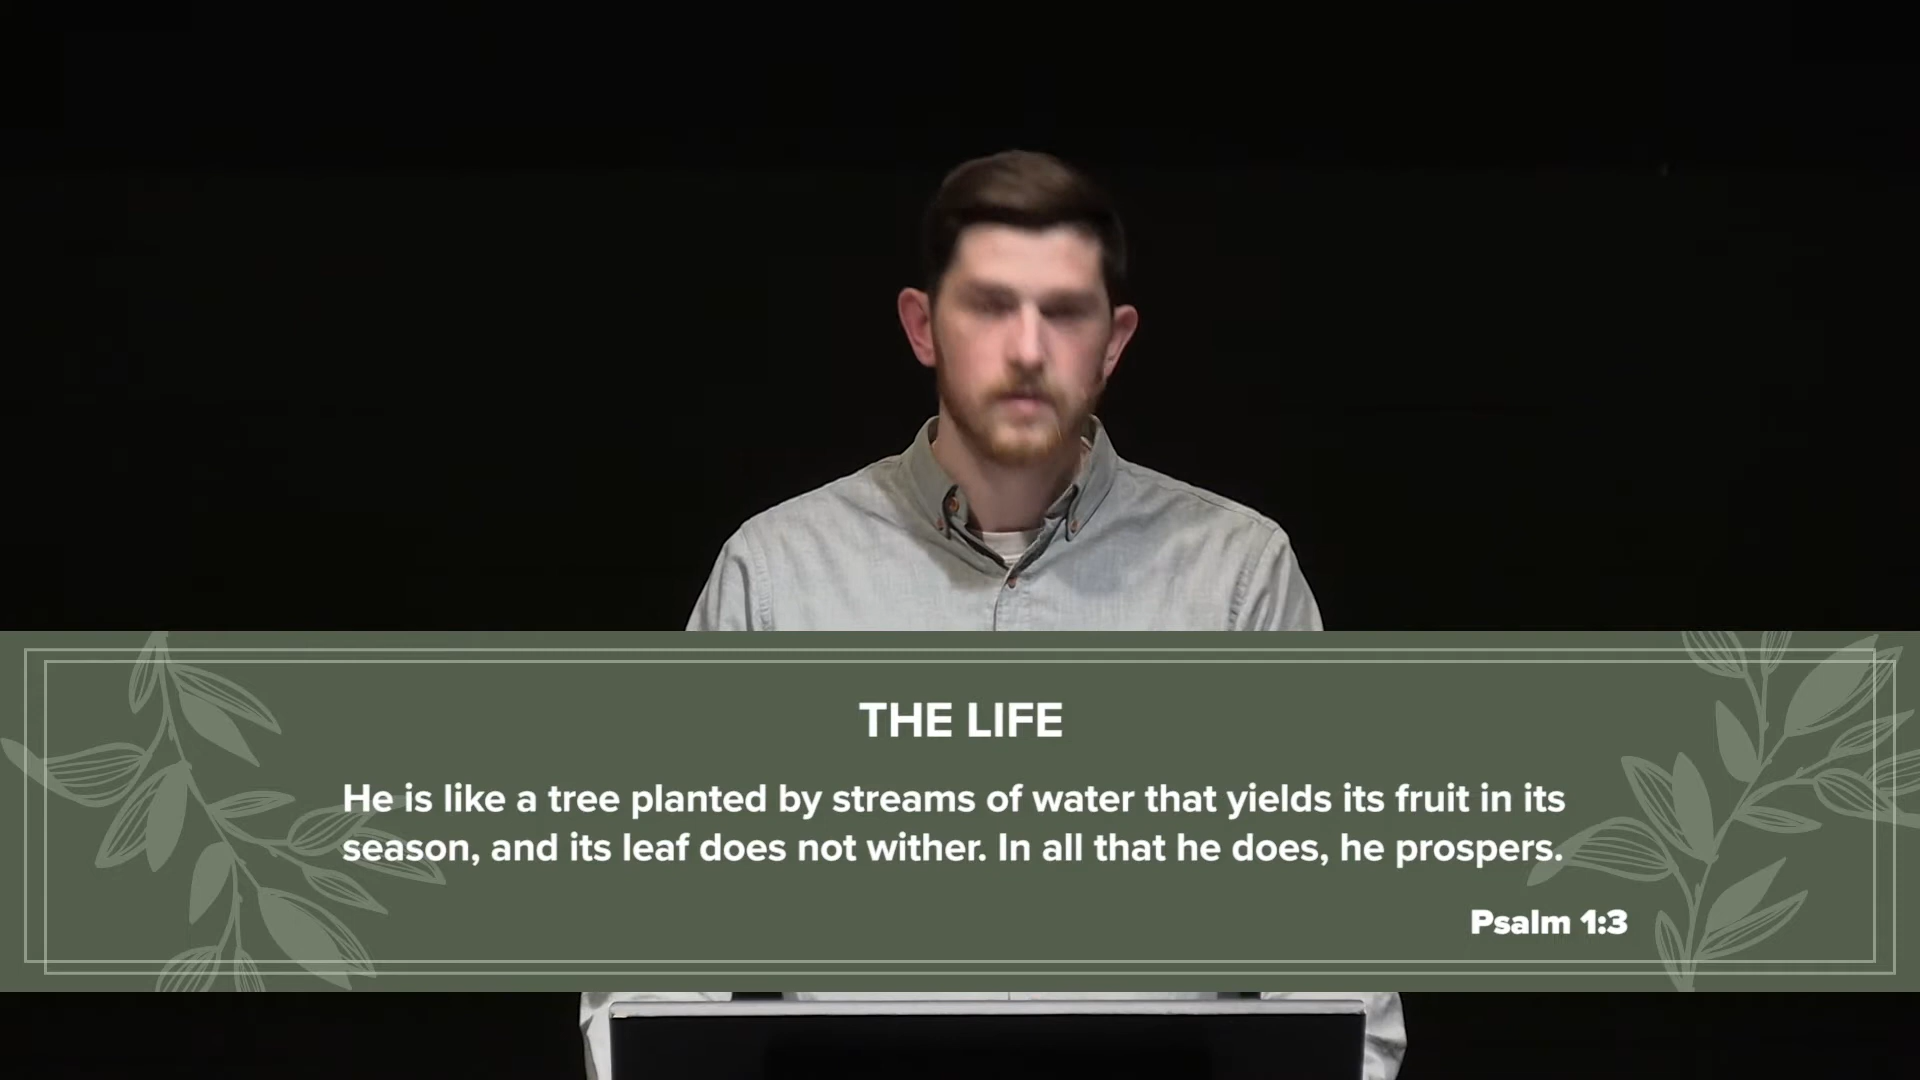 THE LIFE
He is like a tree planted by streams of water that yields its fruit in its
season, and its leaf does not wither. In all that he does, he prospers.
Psalm 1:3